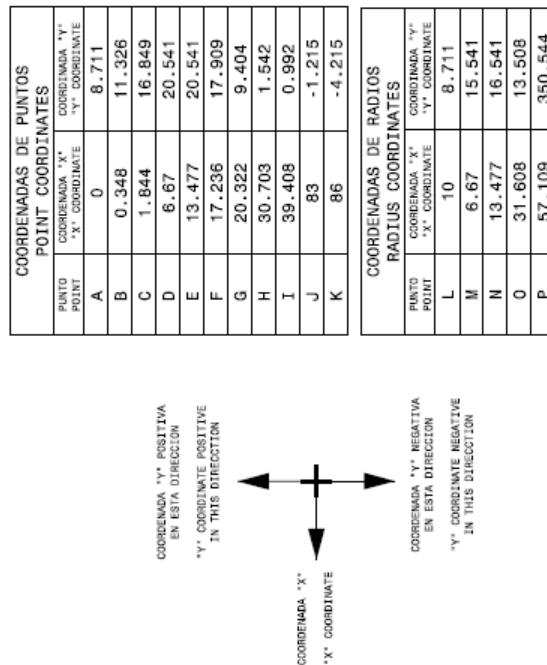 COORDENADAS DE PUNTOS
POINT COORDINATES
PUNTO POINT COORDENADA "X" "X" COORDINATE COORDINADA "Y" "Y" COORDINATE
A 0 8.711
B 0.348 11.326
C 1.844 16.849
D 6.67 20.541
E 13.477 20.541
F 17.236 17.909
G 20.322 9.404
H 30.703 1.542
I 39.408 0.992
J 83 -1.215
K 86 -4.215
COORDENADAS DE RADIOS
RADIUS COORDINATES
PUNTO POINT COORDENADA "X" "X" COORDINATE COORDINADA "Y" "Y" COORDINATE
L 10 8.711
M 6.67 15.541
N 13.477 16.541
O 31.608 13.508
P 57.109 350.544
COORDENADA "Y" POSITIVA
EN ESTA DIRECCION
"Y" COORDINATE POSITIVE
IN THIS DIRECCTION
COORDENADA "X"
"X" COORDINATE
COORDENADA "Y" NEGATIVA
EN ESTA DIRECCION
"Y" COORDINATE NEGATIVE
IN THIS DIRECCTION